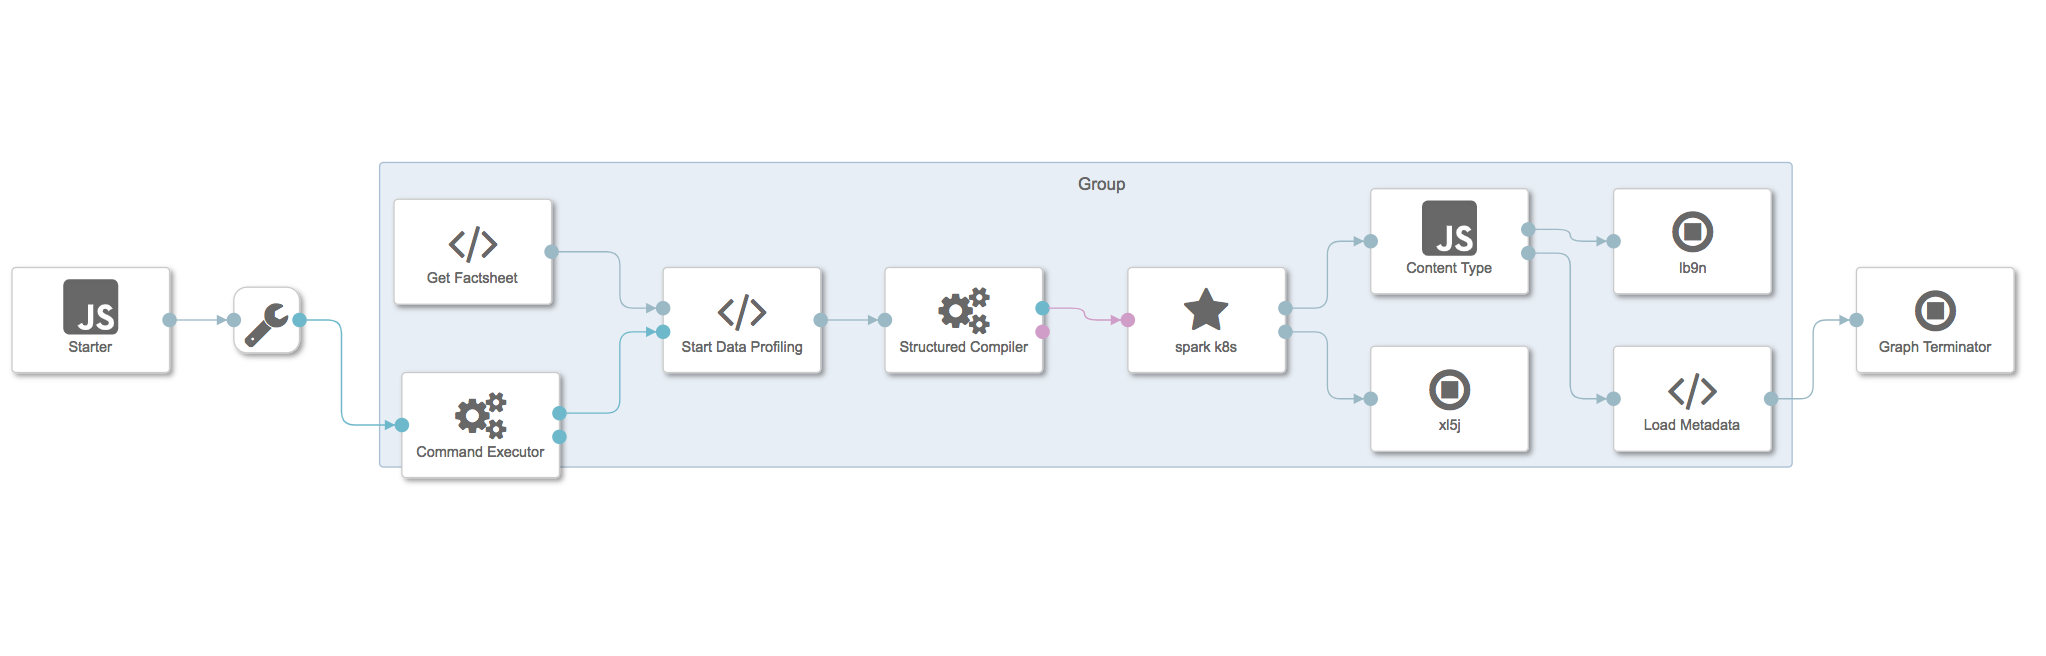 Group
JS
Starter
Get Factsheet
Command Executor
Start Data Profiling
Structured Compiler
spark k8s
JS
Content Type
xl5j
lb9n
Load Metadata
Graph Terminator